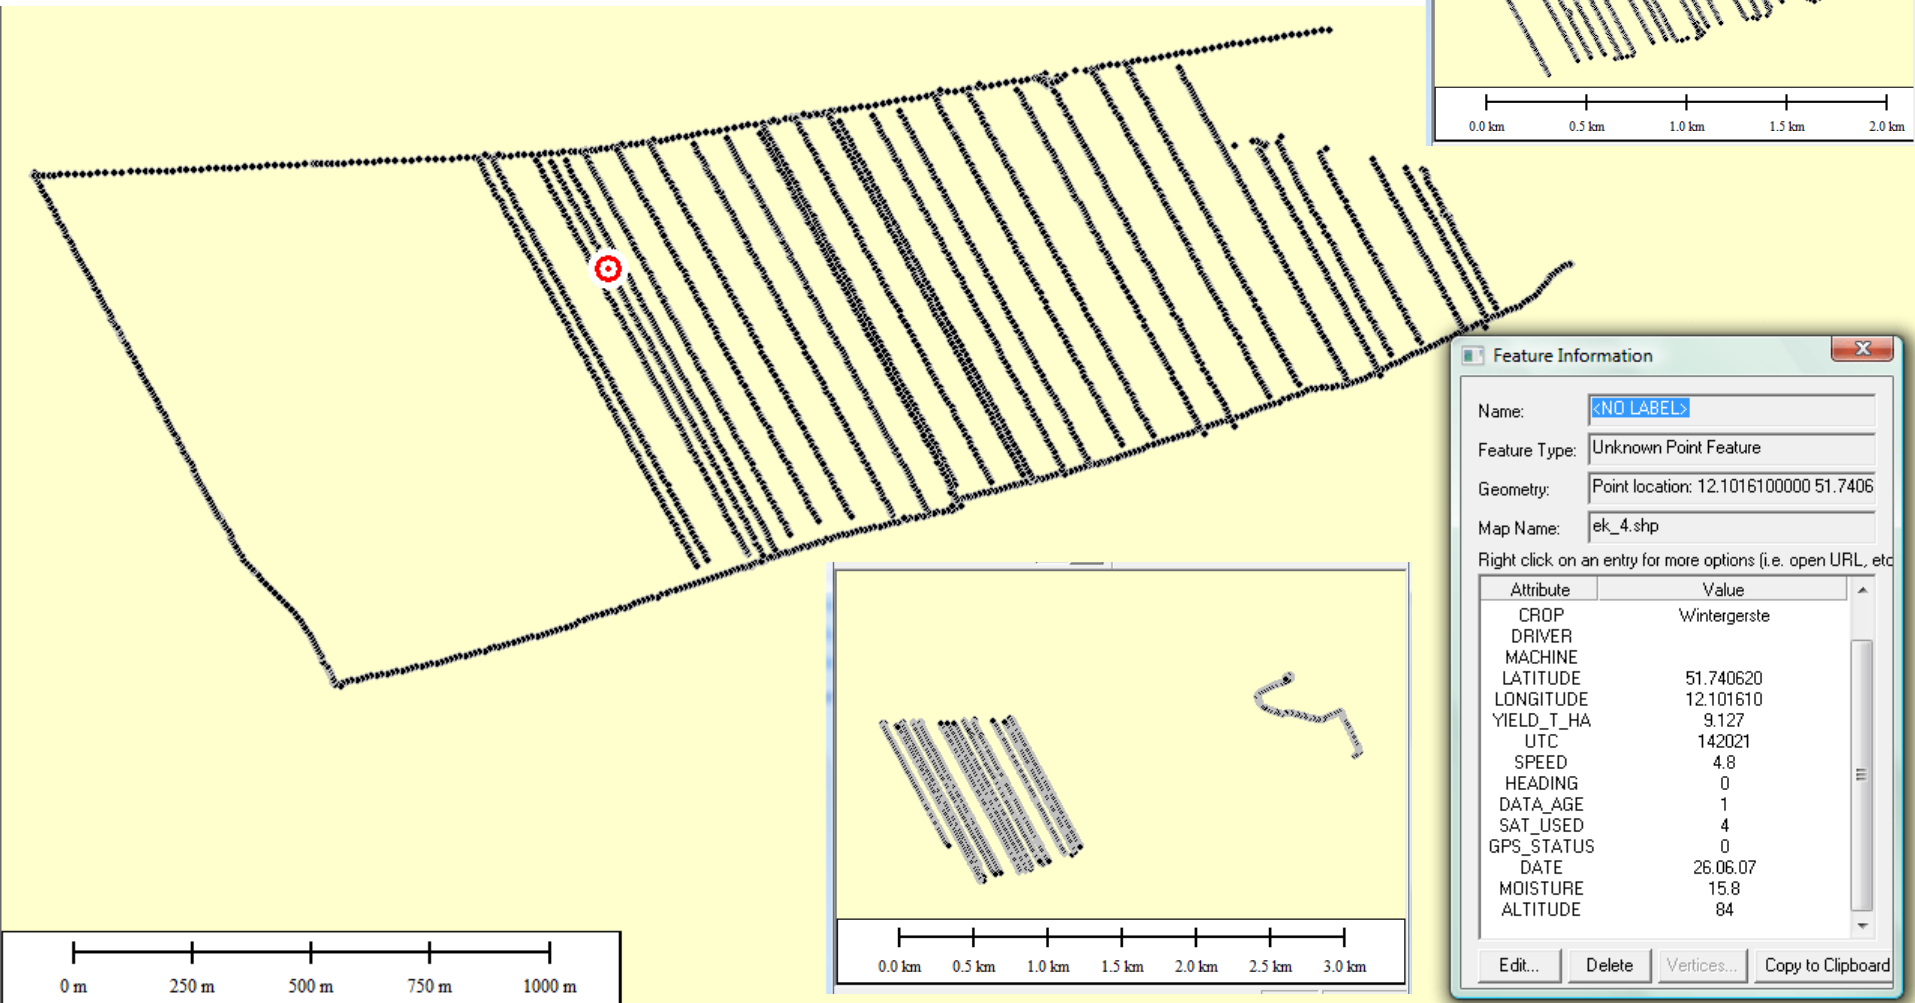 0.0 km 0.5 km 1.0 km 1.5 km 2.0 km
Feature Information
Name: <NO LABEL>
Feature Type: Unknown Point Feature
Geometry: Point location: 12.1016100000 51.7406
Map Name: ek_4.shp
Right click on an entry for more options (i.e. open URL, etc
Attribute Value
CROP Wintergerste
DRIVER
MACHINE
LATITUDE 51.740620
LONGITUDE 12.101610
YIELD_T_HA 9.127
UTC 142021
SPEED 4.8
HEADING 0
DATA_AGE 1
SAT_USED 4
GPS_STATUS 0
DATE 26.06.07
MOISTURE 15.8
ALTITUDE 84
Edit... Delete Vertices... Copy to Clipboard
0.0 km 0.5 km 1.0 km 1.5 km 2.0 km 2.5 km 3.0 km
0 m 250 m 500 m 750 m 1000 m